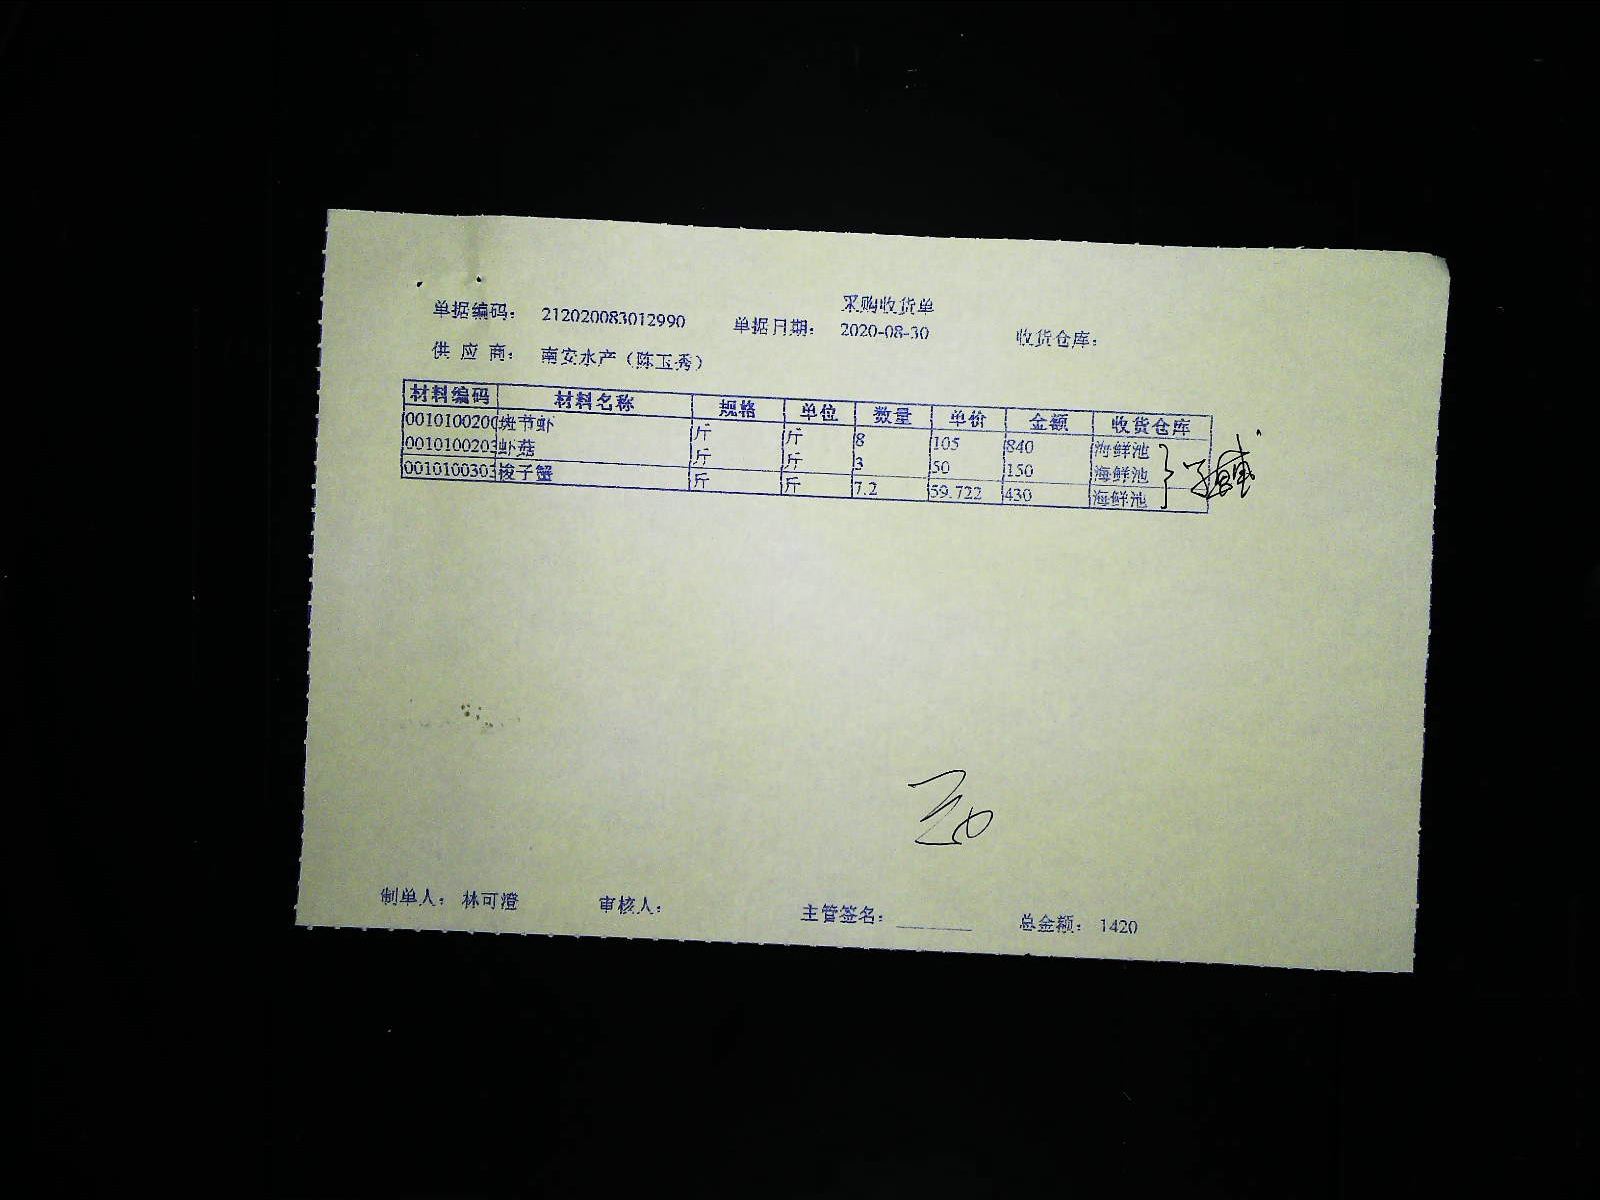 采购收货单
单据编码： 212020083012990 单据日期： 2020-08-30 收货仓库：
供 应 商： 南安水产（陈玉秀）
材料编码 材料名称 规格 单位 数量 单价 金额 收货仓库
0010100200 斑节虾 斤 斤 8 105 840 海鲜池
0010100203 虾菇 斤 斤 3 50 150 海鲜池
0010100303 梭子蟹 斤 斤 7.2 59.722 430 海鲜池
制单人： 林可澄 审核人： 主管签名： 总金额： 1420